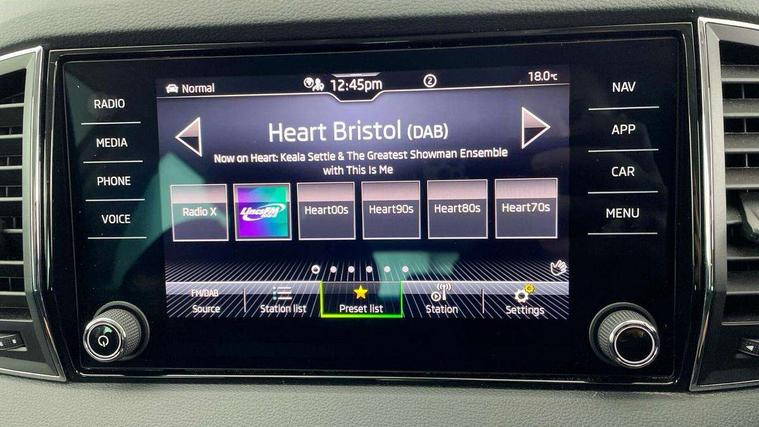 RADIO
MEDIA
PHONE
VOICE
Normal
12:45pm
2
18.0°C
Heart Bristol (DAB)
Now on Heart: Keala Settle & The Greatest Showman Ensemble
with This Is Me
Radio X
LincsFM
Heart00s
Heart90s
Heart80s
Heart70s
FM/DAB
Source
Station list
Preset list
Station
Settings
NAV
APP
CAR
MENU